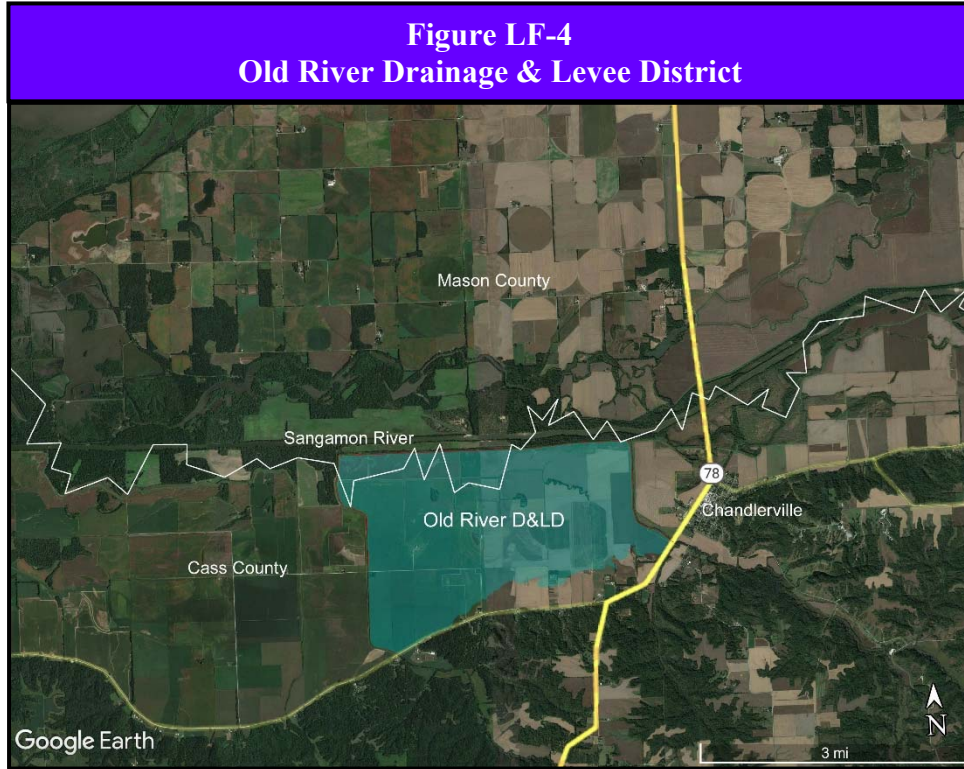 Figure LF-4
Old River Drainage & Levee District
Mason County
Sangamon River
78
Old River D&LD
Chandlerville
Cass County
N
Google Earth
3 mi